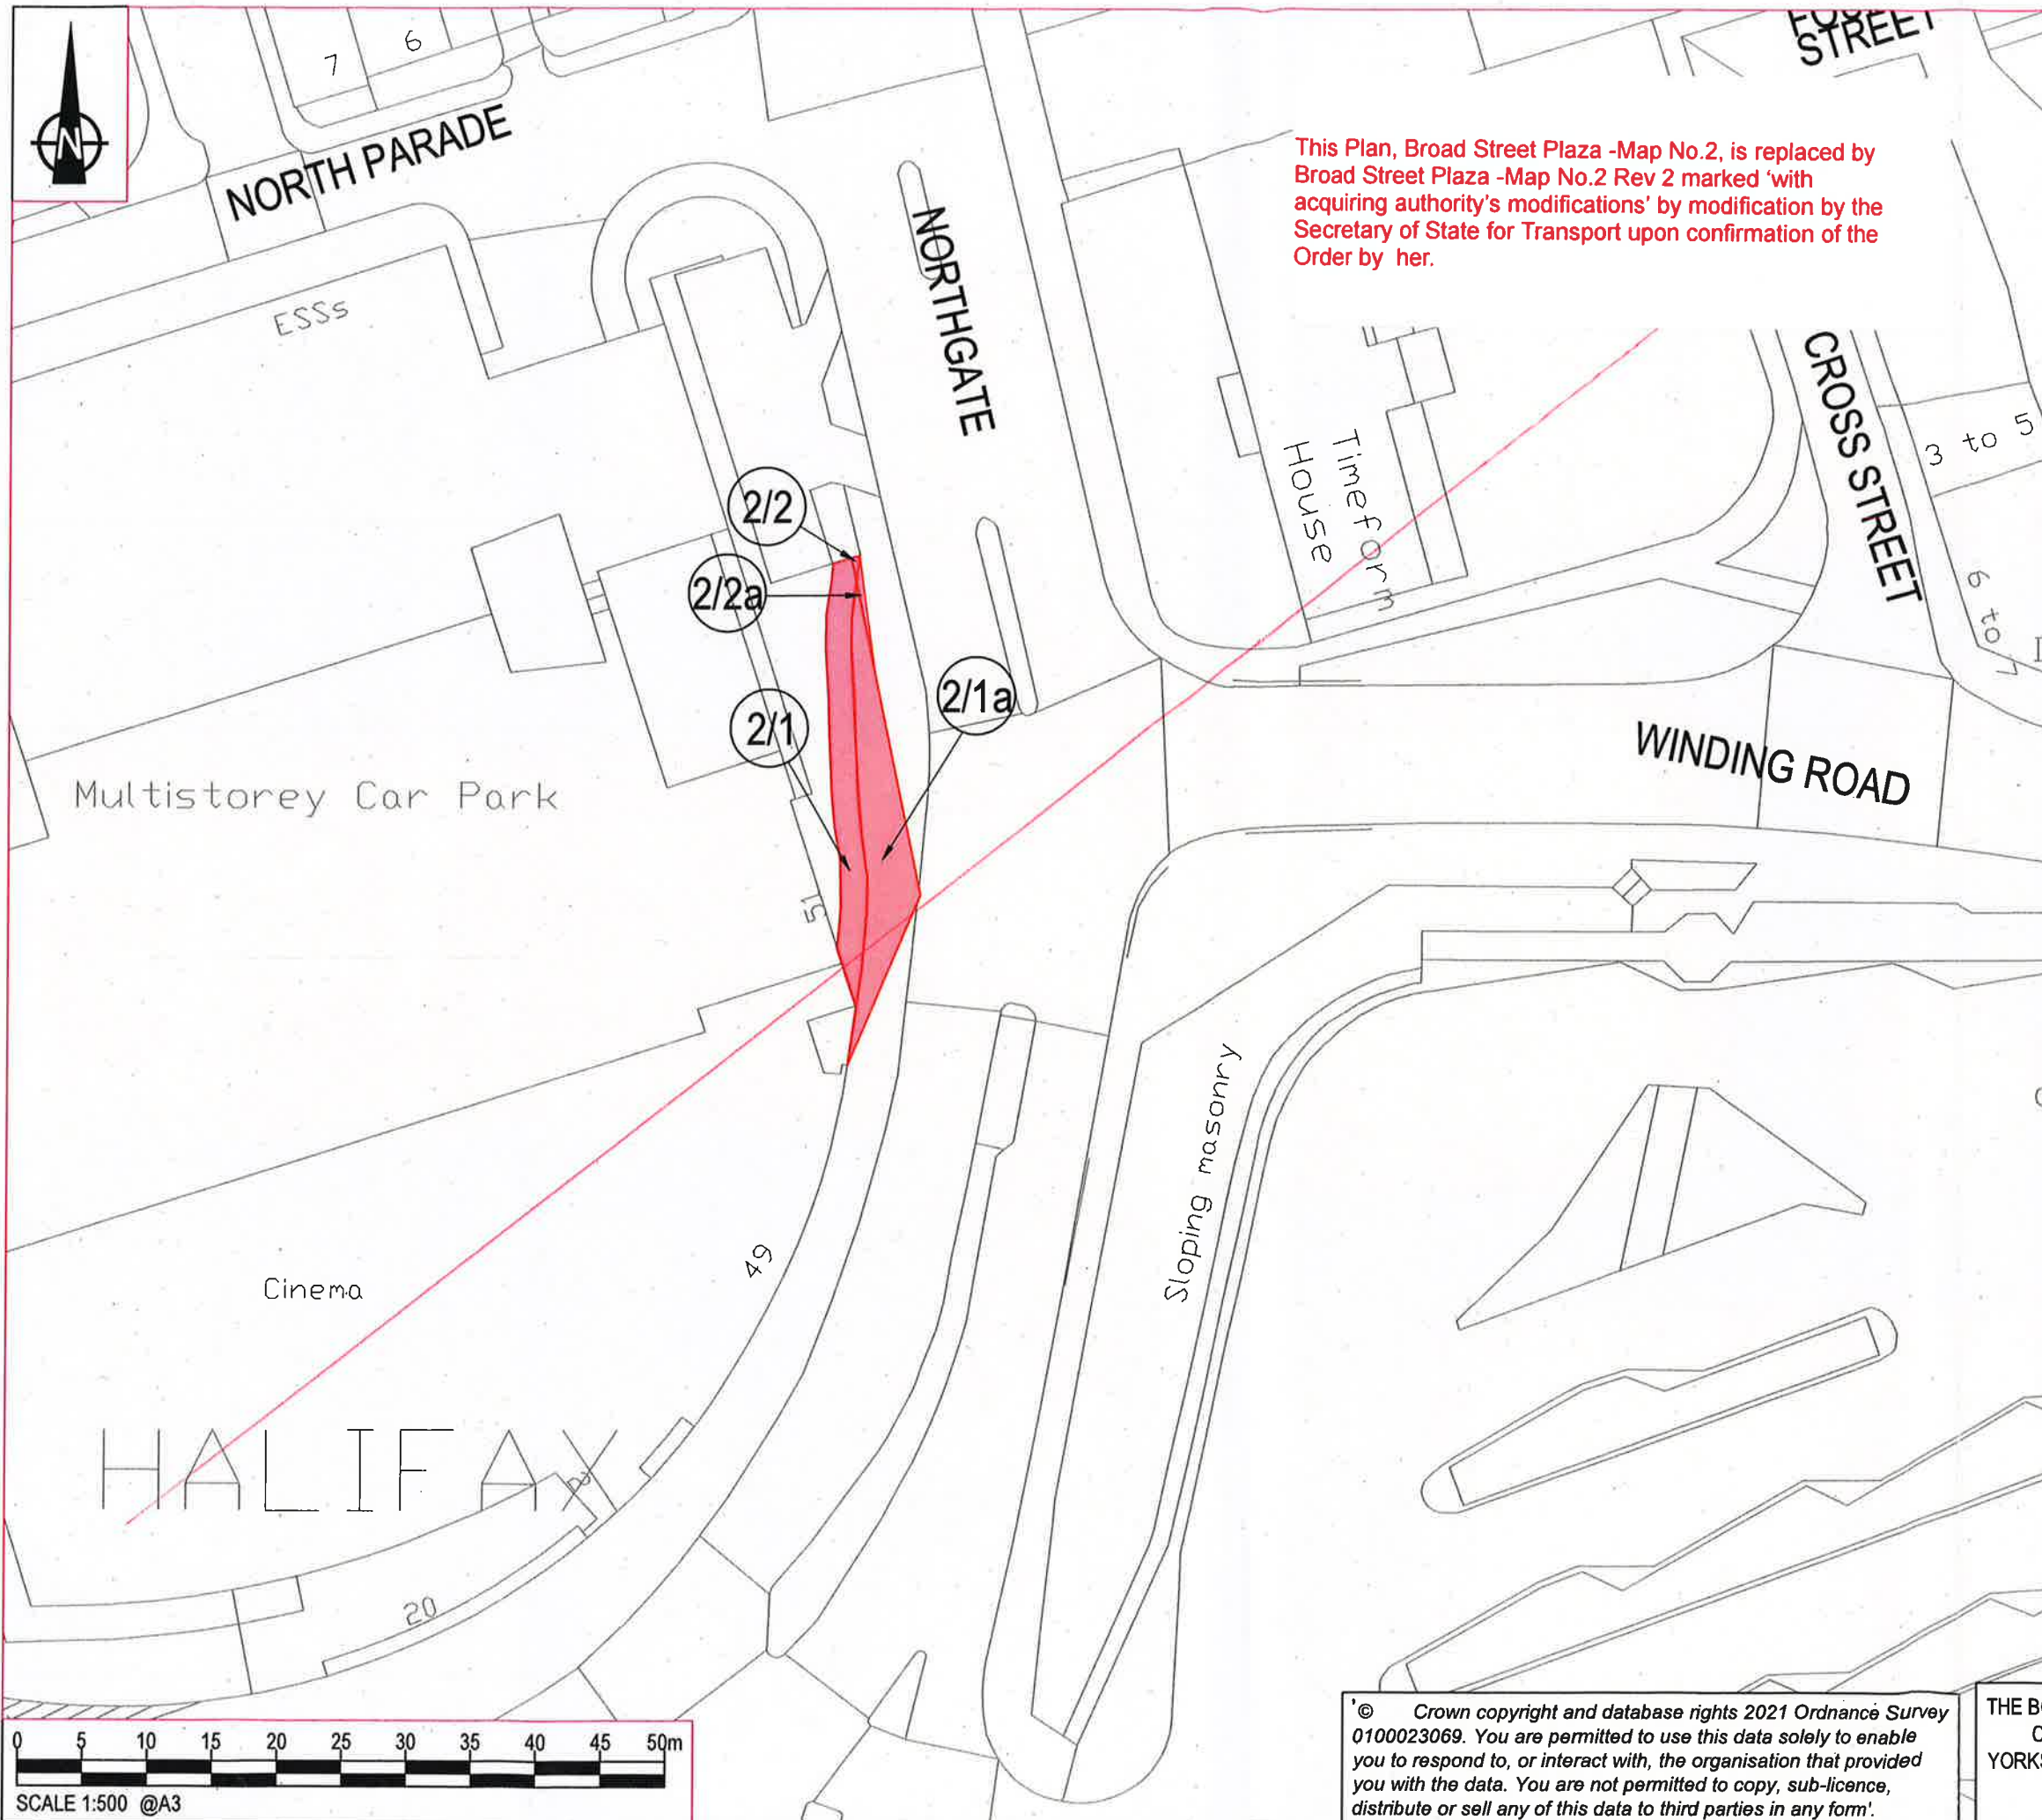 N
7
6
NORTH PARADE
STREET
This Plan, Broad Street Plaza -Map No.2, is replaced by
Broad Street Plaza -Map No.2 Rev 2 marked ‘with
acquiring authority's modifications' by modification by the
Secretary of State for Transport upon confirmation of the
Order by her.
NORTHGATE
ESSs
CROSS STREET
3 to 5
Timeform
House
2/2
2/2a
6 to 7
2/1a
2/1
WINDING ROAD
Multistorey Car Park
51
Sloping masonry
49
Cinema
HALIFAX
20
0 5 10 15 20 25 30 35 40 45 50m
SCALE 1:500 @A3
'© Crown copyright and database rights 2021 Ordnance Survey
0100023069. You are permitted to use this data solely to enable
you to respond to, or interact with, the organisation that provided
you with the data. You are not permitted to copy, sub-licence,
distribute or sell any of this data to third parties in any form'.
THE B
YORKS